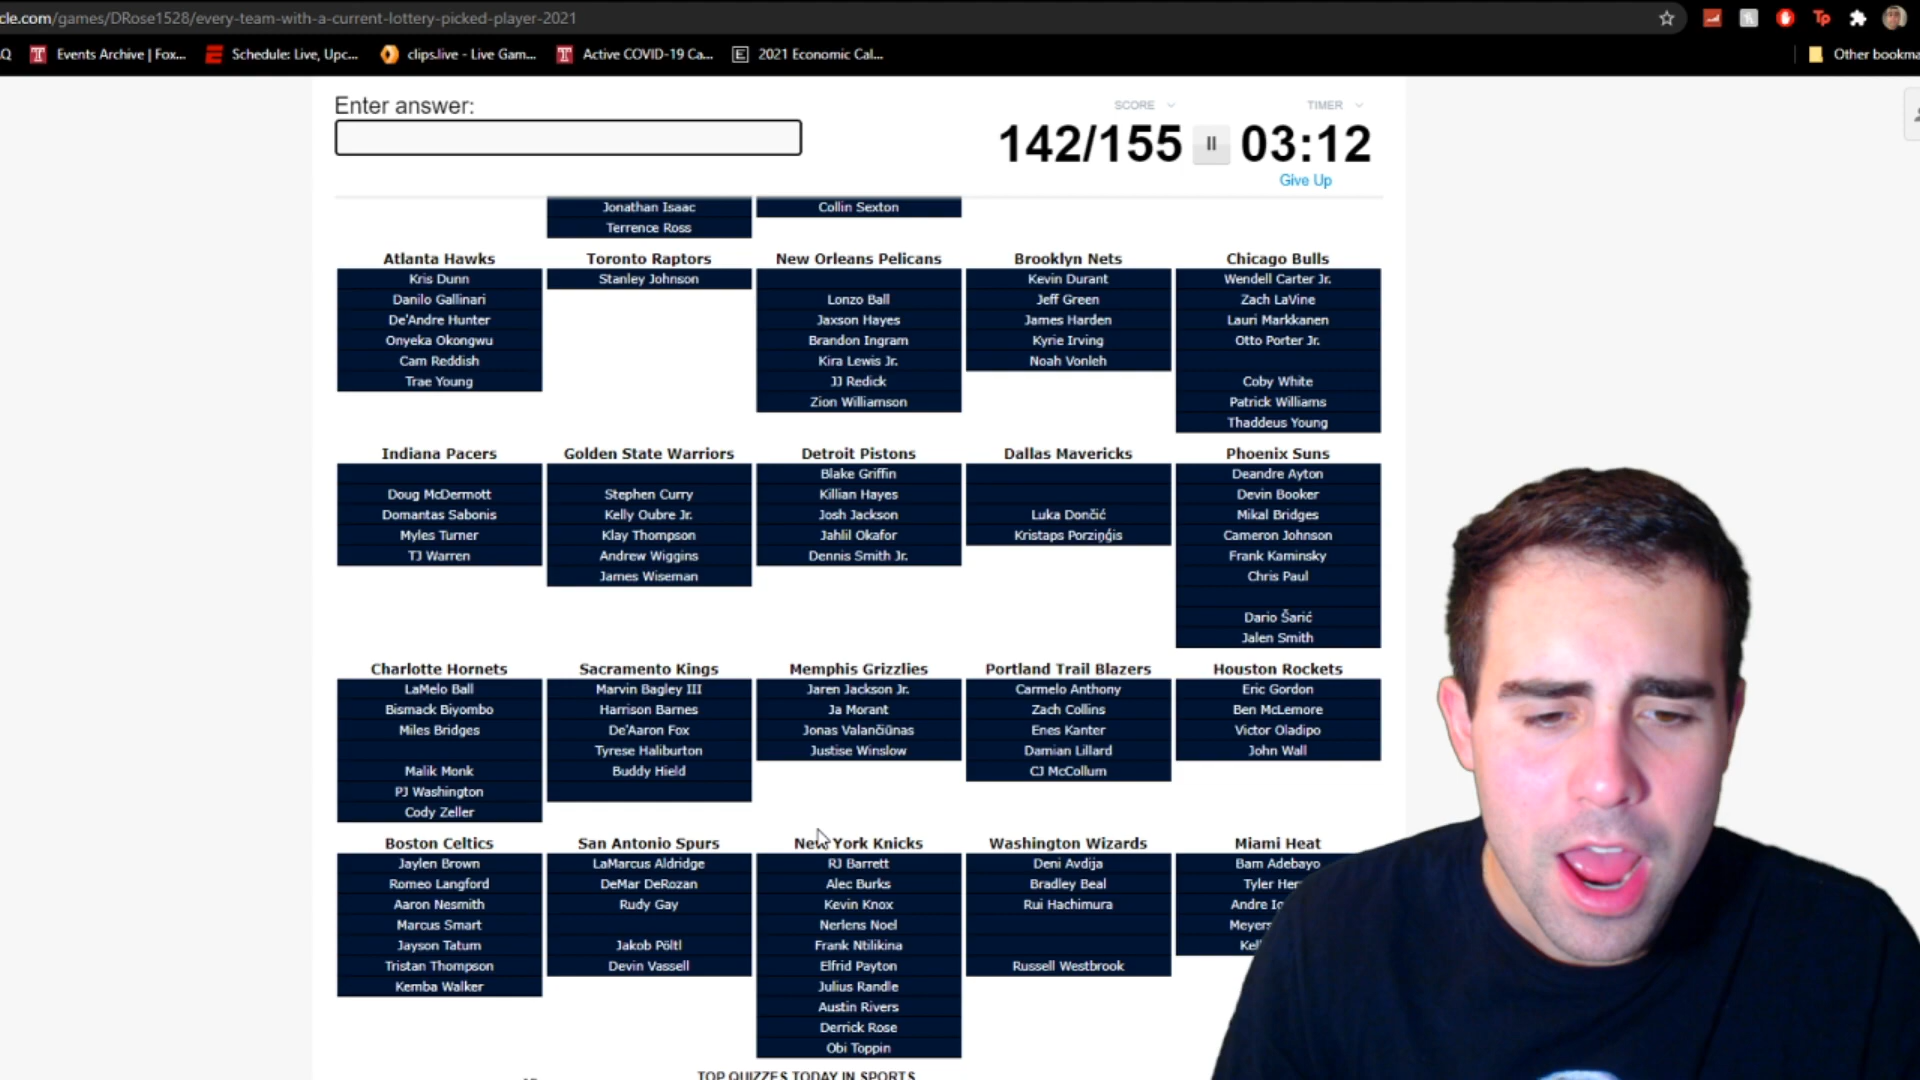 cle.com/games/DRose1528/every-team-with-a-current-lottery-picked-player-2021
Q Events Archive | Fox... Schedule: Live, Upc... clips.live - Live Gam... Active COVID-19 Ca... E 2021 Economic Cal... Other bookma
Enter answer:
SCORE TIMER
142/155 03:12
Give Up
Jonathan Isaac Collin Sexton
Terrence Ross
Atlanta Hawks Toronto Raptors New Orleans Pelicans Brooklyn Nets Chicago Bulls
Kris Dunn Stanley Johnson Kevin Durant Wendell Carter Jr.
Danilo Gallinari Lonzo Ball Jeff Green Zach LaVine
De'Andre Hunter Jaxson Hayes James Harden Lauri Markkanen
Onyeka Okongwu Brandon Ingram Kyrie Irving Otto Porter Jr.
Cam Reddish Kira Lewis Jr. Noah Vonleh
Trae Young JJ Redick Coby White
Zion Williamson Patrick Williams
Thaddeus Young
Indiana Pacers Golden State Warriors Detroit Pistons Dallas Mavericks Phoenix Suns
Blake Griffin Deandre Ayton
Doug McDermott Stephen Curry Killian Hayes Devin Booker
Domantas Sabonis Kelly Oubre Jr. Josh Jackson Luka Dončić Mikal Bridges
Myles Turner Klay Thompson Jahlil Okafor Kristaps Porziņģis Cameron Johnson
TJ Warren Andrew Wiggins Dennis Smith Jr. Frank Kaminsky
James Wiseman Chris Paul
Dario Šarić
Jalen Smith
Charlotte Hornets Sacramento Kings Memphis Grizzlies Portland Trail Blazers Houston Rockets
LaMelo Ball Marvin Bagley III Jaren Jackson Jr. Carmelo Anthony Eric Gordon
Bismack Biyombo Harrison Barnes Ja Morant Zach Collins Ben McLemore
Miles Bridges De'Aaron Fox Jonas Valančiūnas Enes Kanter Victor Oladipo
Tyrese Haliburton Justise Winslow Damian Lillard John Wall
Malik Monk Buddy Hield CJ McCollum
PJ Washington
Cody Zeller
Boston Celtics San Antonio Spurs New York Knicks Washington Wizards Miami Heat
Jaylen Brown LaMarcus Aldridge RJ Barrett Deni Avdija Bam Adebayo
Romeo Langford DeMar DeRozan Alec Burks Bradley Beal Tyler Her
Aaron Nesmith Rudy Gay Kevin Knox Rui Hachimura Andre
Marcus Smart Nerlens Noel Meyers
Jayson Tatum Jakob Pöltl Frank Ntilikina Kel
Tristan Thompson Devin Vassell Elfrid Payton Russell Westbrook
Kemba Walker Julius Randle
Austin Rivers
Derrick Rose
Obi Toppin
TOP QUIZZES TODAY IN SPORTS